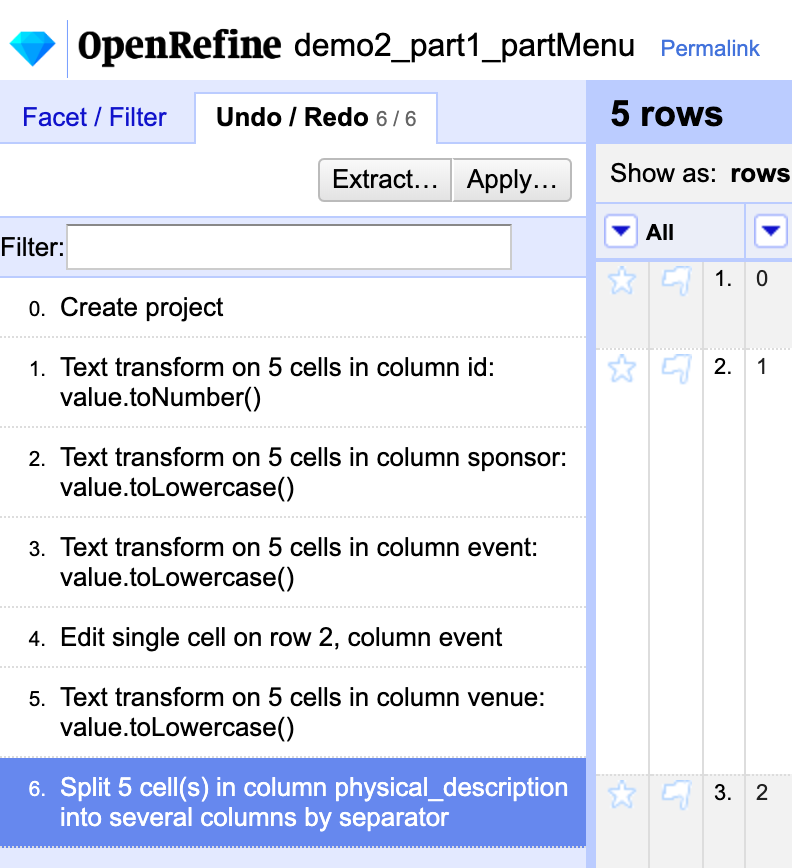 OpenRefine demo2_part1_partMenu Permalink
Facet / Filter Undo / Redo 6 / 6
Extract... Apply...
Filter:
0. Create project
1. Text transform on 5 cells in column id:
value.toNumber()
2. Text transform on 5 cells in column sponsor:
value.toLowercase()
3. Text transform on 5 cells in column event:
value.toLowercase()
4. Edit single cell on row 2, column event
5. Text transform on 5 cells in column venue:
value.toLowercase()
6. Split 5 cell(s) in column physical_description
into several columns by separator
5 rows
Show as: rows
All
1. 0
2. 1
3. 2